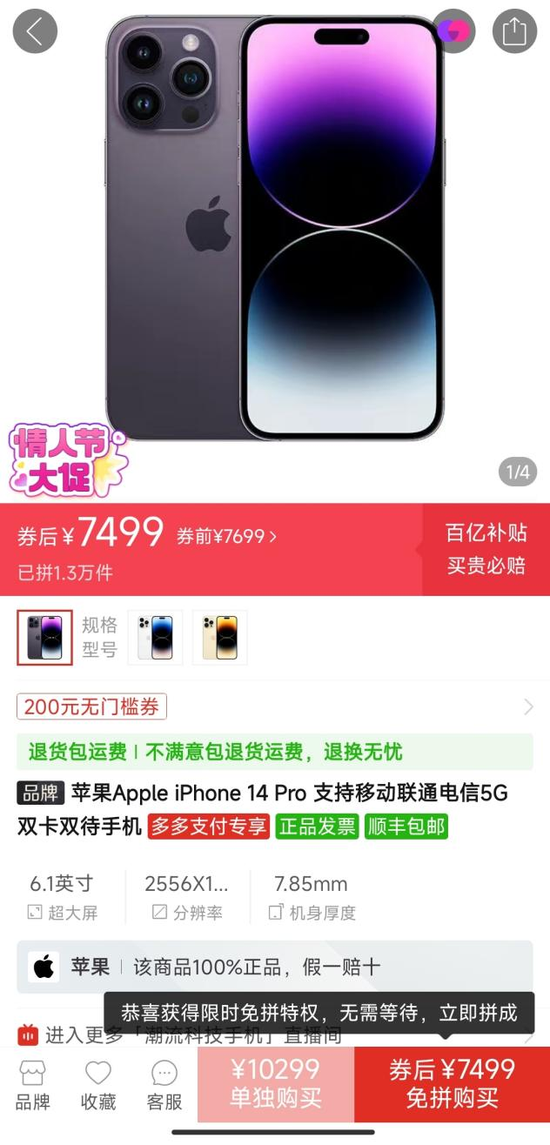 情人节
大促
1/4
券后¥7499 券前¥7699>
已拼1.3万件
百亿补贴
买贵必赔
规格
型号
200元无门槛券
退货包运费 | 不满意包退货运费，退换无忧
品牌 苹果Apple iPhone 14 Pro 支持移动联通电信5G
双卡双待手机 多多支付专享 正品发票 顺丰包邮
6.1英寸 2556X1... 7.85mm
超大屏 分辨率 机身厚度
苹果 | 该商品100%正品，假一赔十
恭喜获得限时免拼特权，无需等待，立即拼成
进入更多「潮流科技手机」直播间
品牌 收藏 客服
¥10299
单独购买
券后¥7499
免拼购买